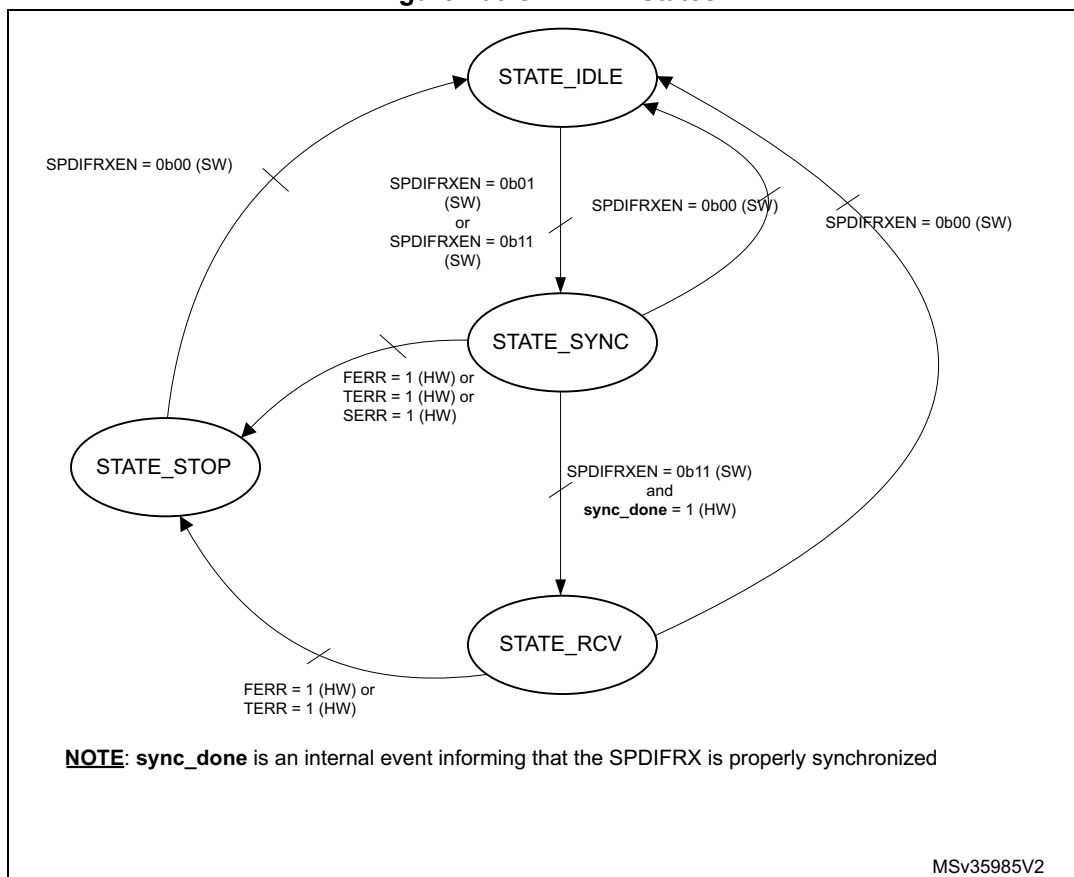 STATE_IDLE
SPDIFRXEN = 0b00 (SW)
SPDIFRXEN = 0b01
(SW)
or
SPDIFRXEN = 0b11
(SW)
SPDIFRXEN = 0b00 (SW)
SPDIFRXEN = 0b00 (SW)
STATE_SYNC
FERR = 1 (HW) or
TERR = 1 (HW) or
SERR = 1 (HW)
STATE_STOP
SPDIFRXEN = 0b11 (SW)
and
sync_done = 1 (HW)
STATE_RCV
FERR = 1 (HW) or
TERR = 1 (HW)
NOTE: sync_done is an internal event informing that the SPDIFRX is properly synchronized
MSv35985V2